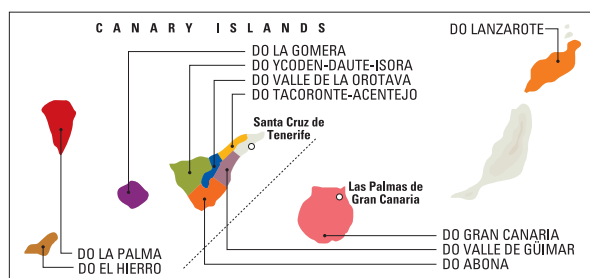 CANARY ISLANDS
DO LANZAROTE
DO LA GOMERA
DO YCODEN-DAUTE-ISORA
DO VALLE DE LA OROTAVA
DO TACORONTE-ACENTEJO
Santa Cruz de
Tenerife
Las Palmas de
Gran Canaria
DO GRAN CANARIA
DO VALLE DE GÜIMAR
DO ABONA
DO LA PALMA
DO EL HIERRO